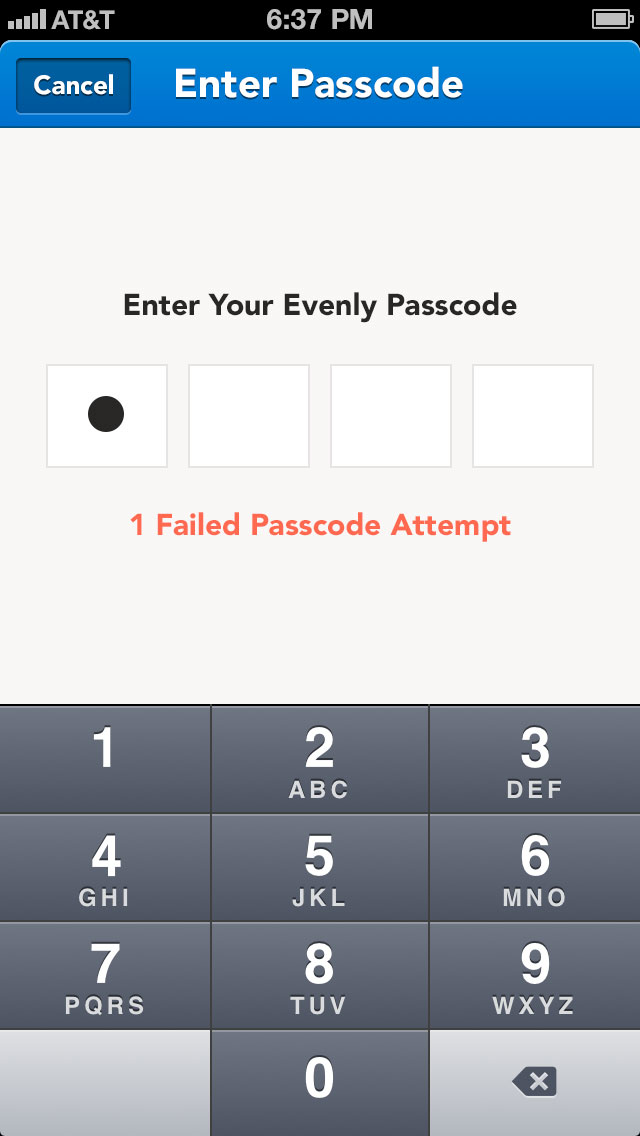 AT&T 6:37 PM
Cancel Enter Passcode
Enter Your Evenly Passcode
1 Failed Passcode Attempt
1 2 3
ABC DEF
4 5 6
GHI JKL MNO
7 8 9
PQRS TUV WXYZ
0